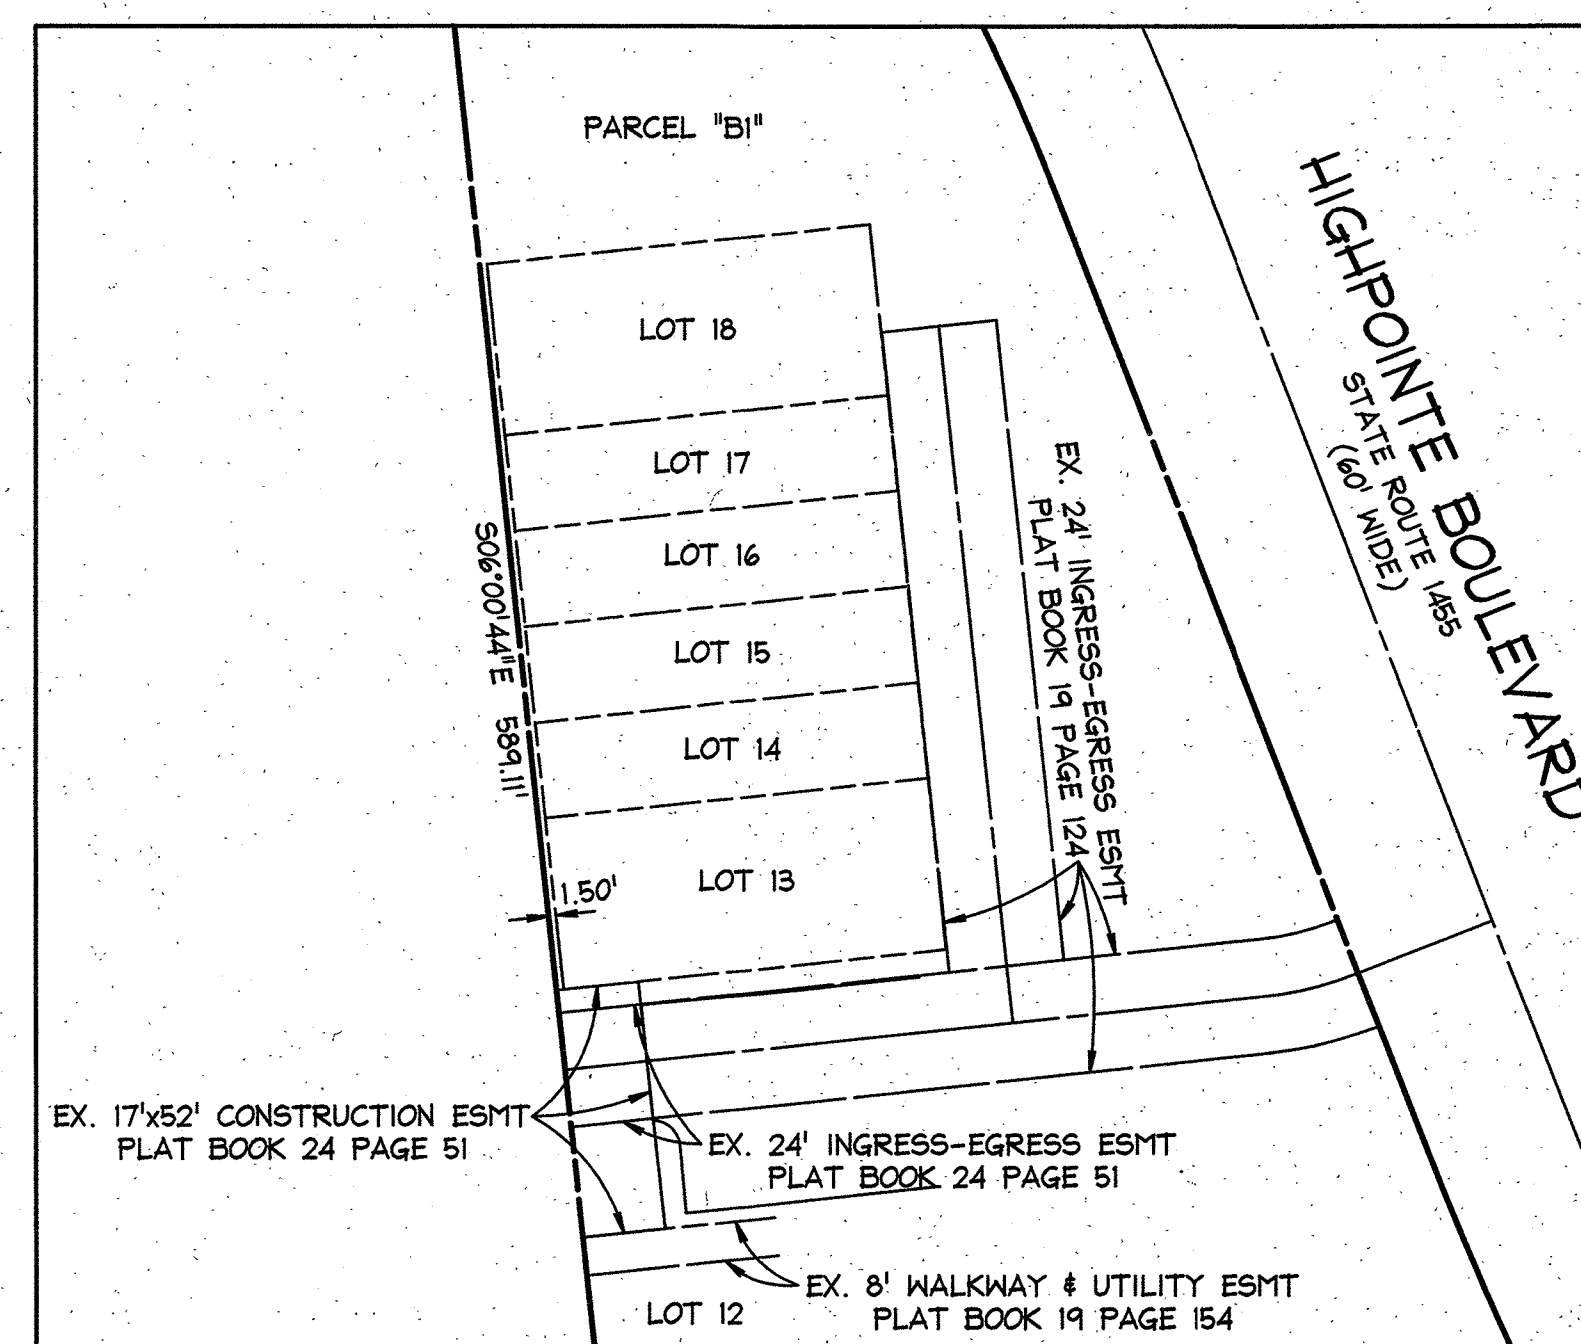 PARCEL "B1"
HIGHPOINTE BOULEVARD
STATE ROUTE 1455
(60' WIDE)
LOT 18
LOT 17
LOT 16
LOT 15
LOT 14
LOT 13
S06°00'44"E 589.11'
EX. 24' INGRESS-EGRESS ESMT
PLAT BOOK 19 PAGE 124
1.50'
EX. 17'x52' CONSTRUCTION ESMT
PLAT BOOK 24 PAGE 51
EX. 24' INGRESS-EGRESS ESMT
PLAT BOOK 24 PAGE 51
EX. 8' WALKWAY & UTILITY ESMT
PLAT BOOK 19 PAGE 154
LOT 12